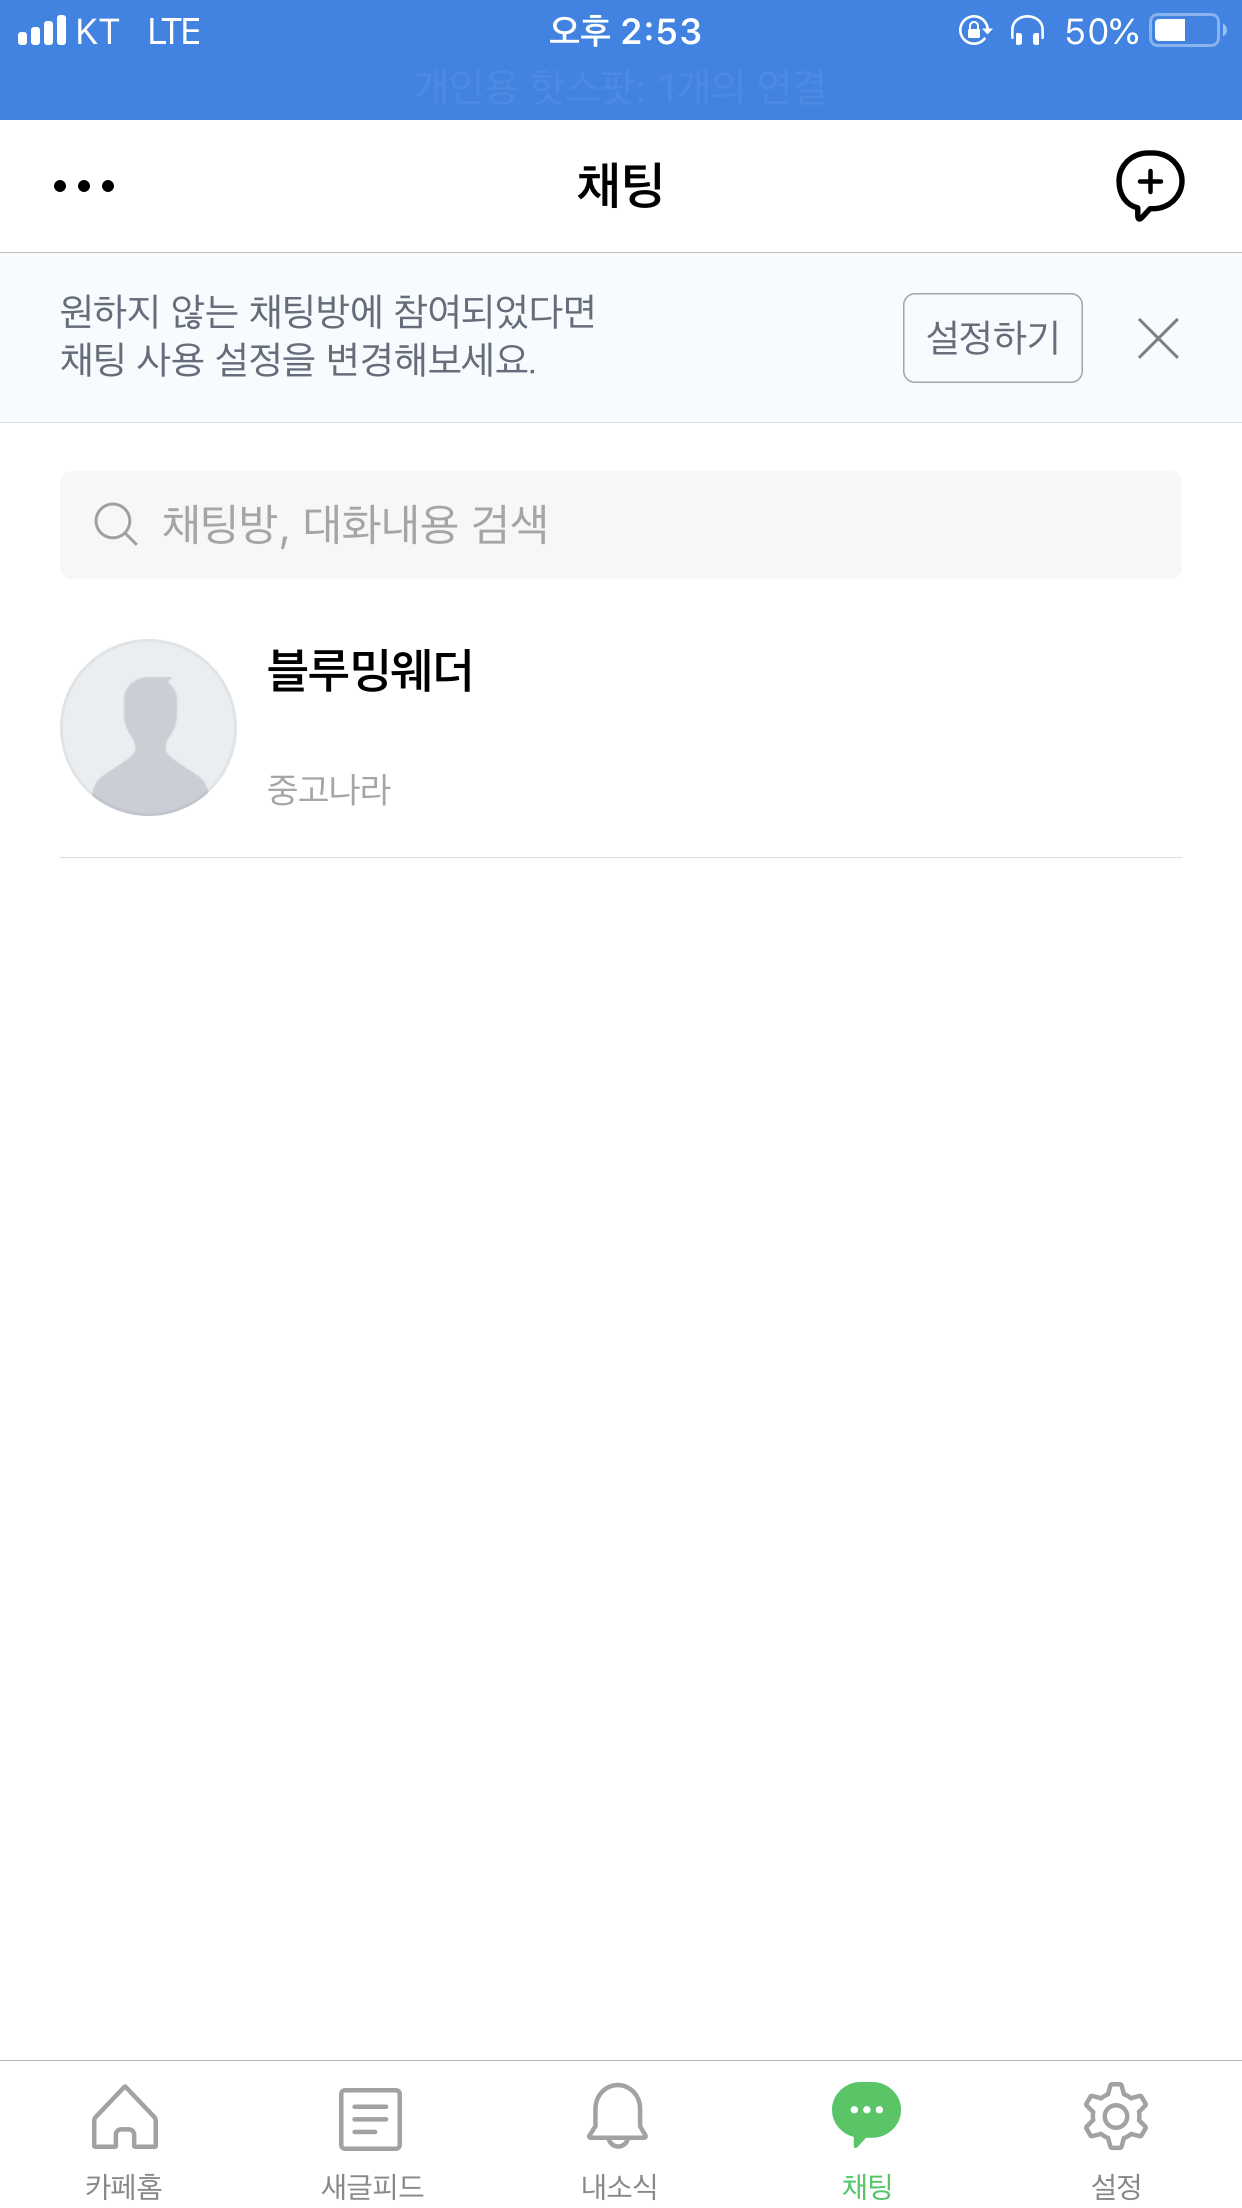 KT LTE 오후 2:53 50%
개인용 핫스팟: 1개의 연결
채팅
원하지 않는 채팅방에 참여되었다면
채팅 사용 설정을 변경해보세요.
설정하기
채팅방, 대화내용 검색
블루밍웨더
중고나라
카페홈 새글피드 내소식 채팅 설정